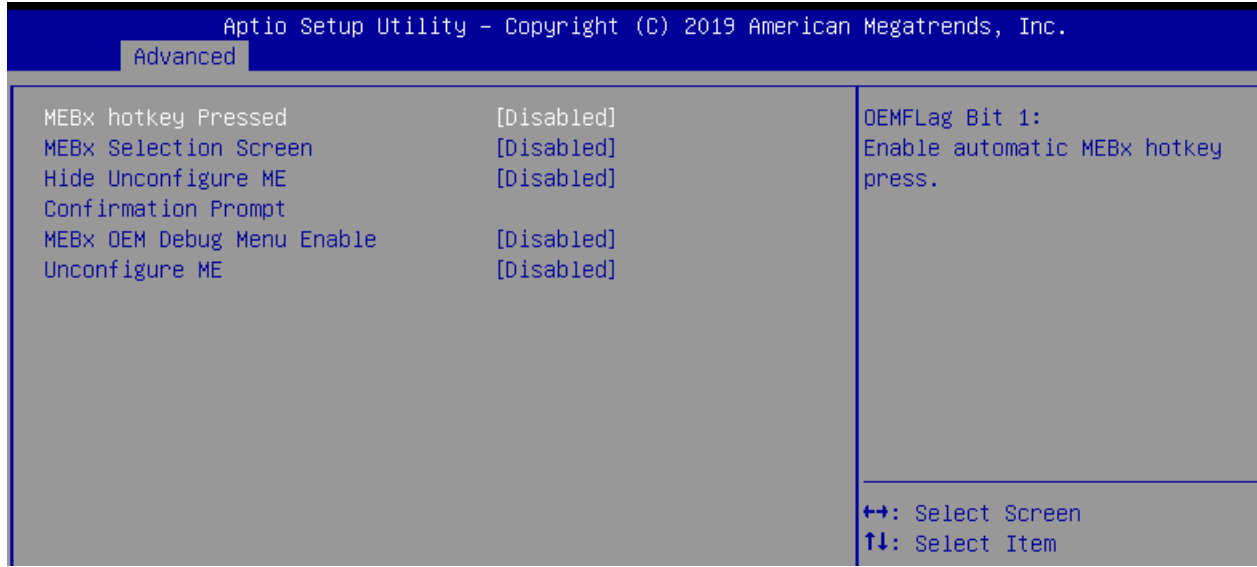 Aptio Setup Utility – Copyright (C) 2019 American Megatrends, Inc.
Advanced
MEBx hotkey Pressed [Disabled]
MEBx Selection Screen [Disabled]
Hide Unconfigure ME [Disabled]
Confirmation Prompt
MEBx OEM Debug Menu Enable [Disabled]
Unconfigure ME [Disabled]
OEMFLag Bit 1:
Enable automatic MEBx hotkey
press.
↔: Select Screen
↑↓: Select Item